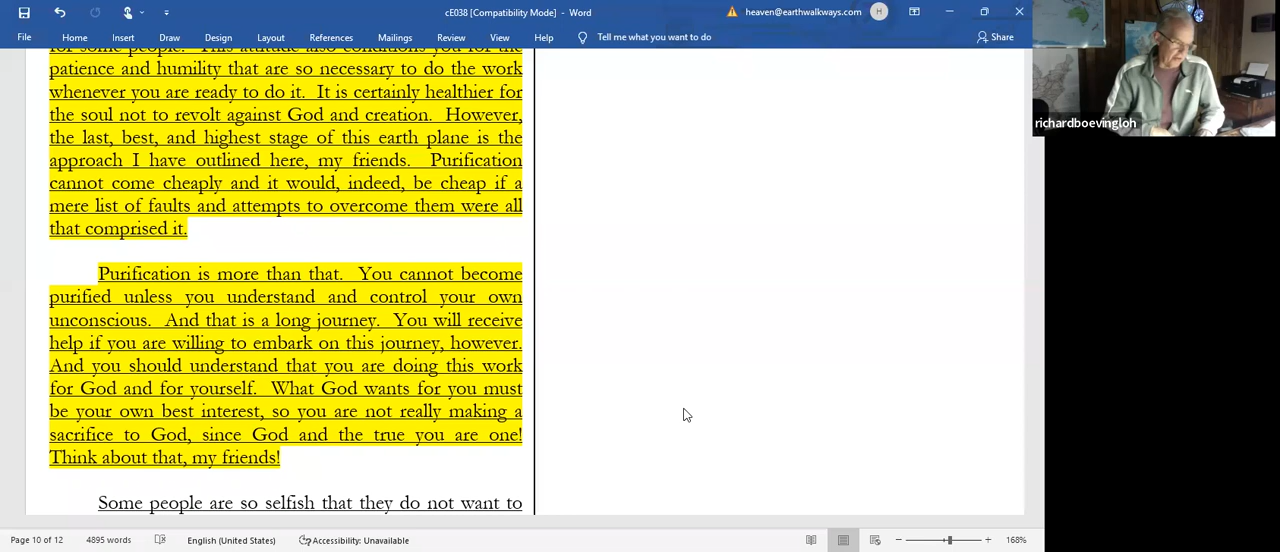 cE038 [Compatibility Mode] - Word
heaven@earthwalkways.com
H
File
Home
Insert
Draw
Design
Layout
References
Mailings
Review
View
Help
Tell me what you want to do
Share
for some people. This attitude also conditions you for the
patience and humility that are so necessary to do the work
whenever you are ready to do it. It is certainly healthier for
the soul not to revolt against God and creation. However,
the last, best, and highest stage of this earth plane is the
approach I have outlined here, my friends. Purification
cannot come cheaply and it would, indeed, be cheap if a
mere list of faults and attempts to overcome them were all
that comprised it.
Purification is more than that. You cannot become
purified unless you understand and control your own
unconscious. And that is a long journey. You will receive
help if you are willing to embark on this journey, however.
And you should understand that you are doing this work
for God and for yourself. What God wants for you must
be your own best interest, so you are not really making a
sacrifice to God, since God and the true you are one!
Think about that, my friends!
Some people are so selfish that they do not want to
richardboevingloh
Page 10 of 12
4895 words
English (United States)
Accessibility: Unavailable
168%